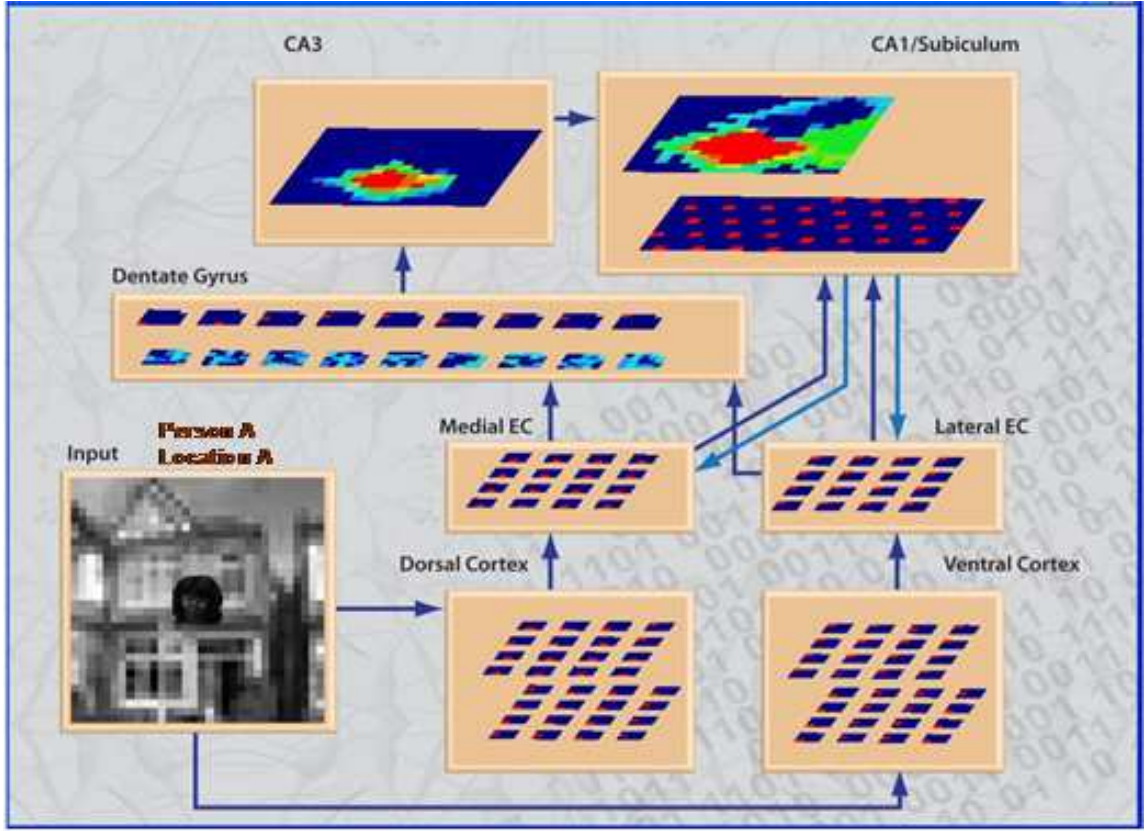 CA3
CA1/Subiculum
Dentate Gyrus
Medial EC
Lateral EC
Input
Person A
Location A
Dorsal Cortex
Ventral Cortex